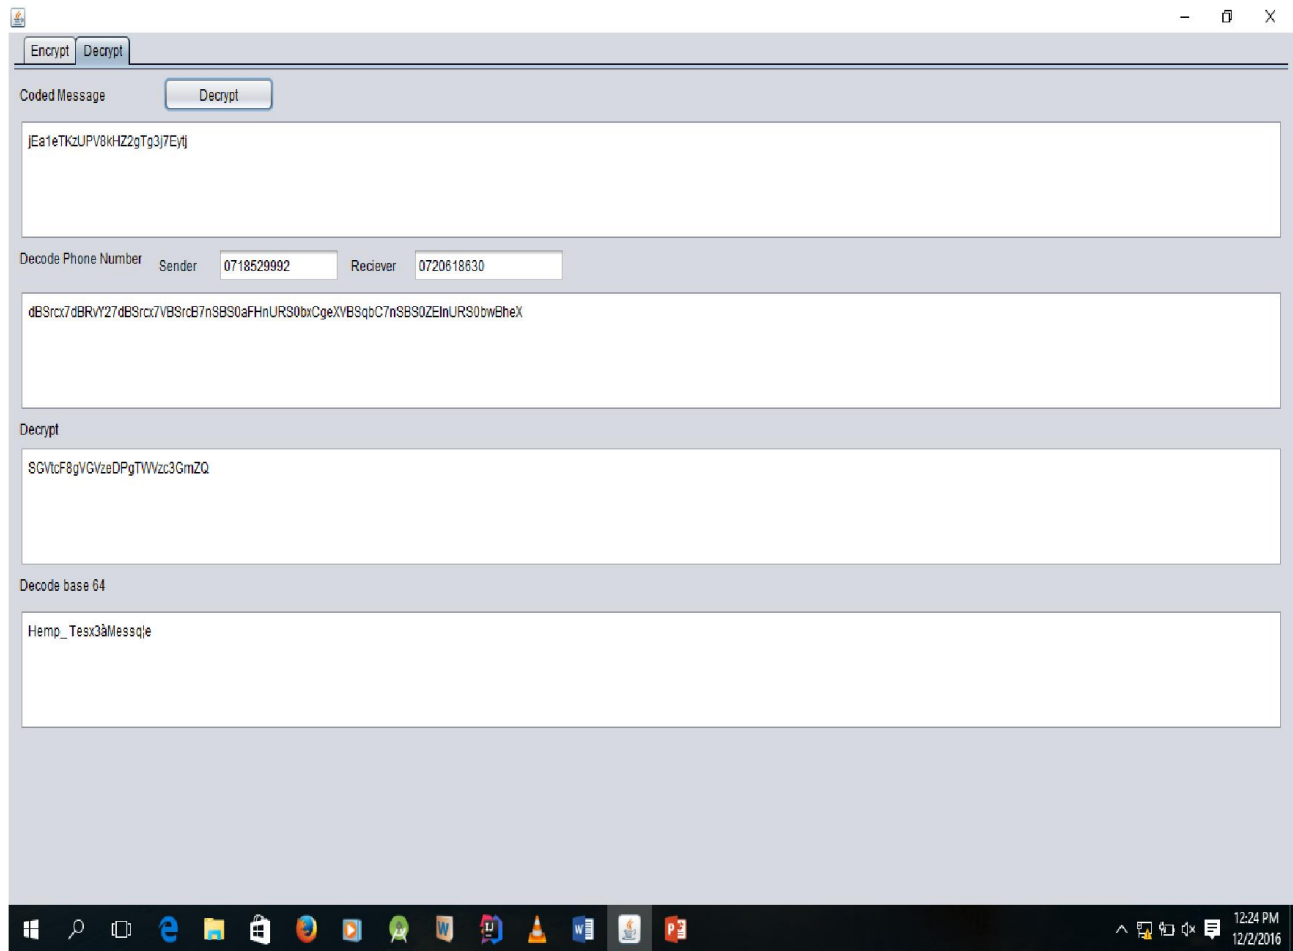 Encrypt Decrypt
Coded Message Decrypt
jEa1eTKzUPV8kHZ2gTg3j7Eytj
Decode Phone Number Sender 0718529992 Reciever 0720618630
dBSrcx7dBRvY27dBSrcx7VBSrcB7nSBS0aFHnURS0bxCgeXVBSqbC7nSBS0ZEInURS0bwBheX
Decrypt
SGVtcF8gVGVzeDPgTWVzc3GmZQ
Decode base 64
Hemp_ Tesx3àMessq¦e
12:24 PM
12/2/2016